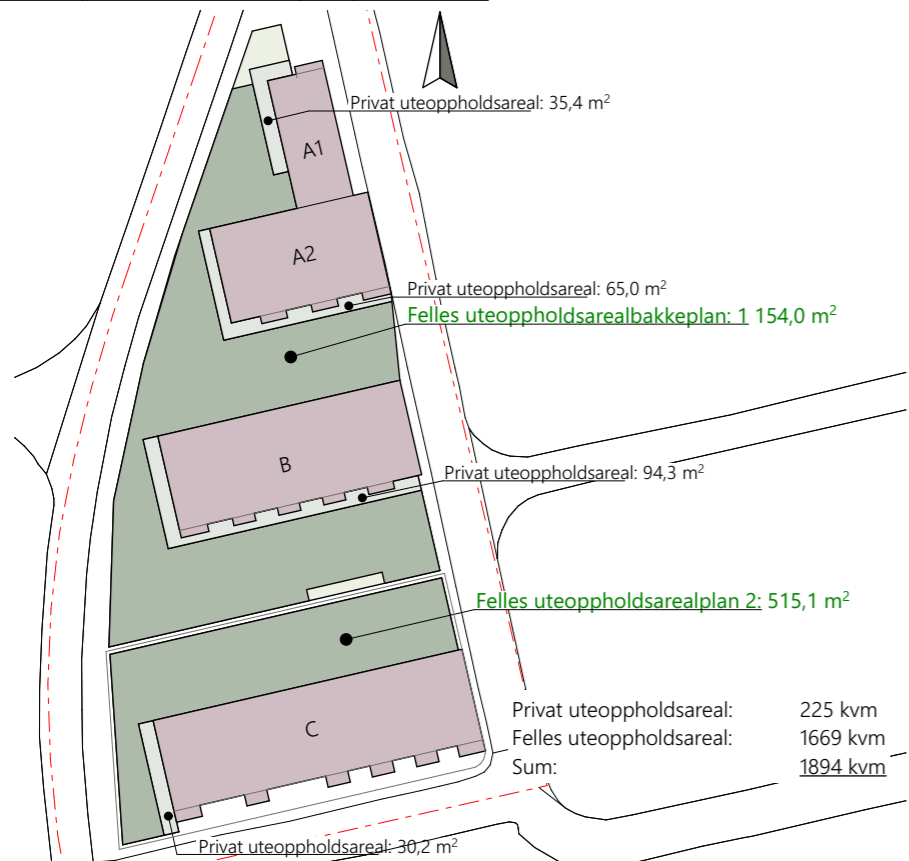 Privat uteoppholdsareal: 35,4 m²
A1
A2
Privat uteoppholdsareal: 65,0 m²
Felles uteoppholdsarealbakkeplan: 1 154,0 m²
B
Privat uteoppholdsareal: 94,3 m²
Felles uteoppholdsarealplan 2: 515,1 m²
Privat uteoppholdsareal: 225 kvm
Felles uteoppholdsareal: 1669 kvm
Sum: 1894 kvm
C
Privat uteoppholdsareal: 30,2 m²